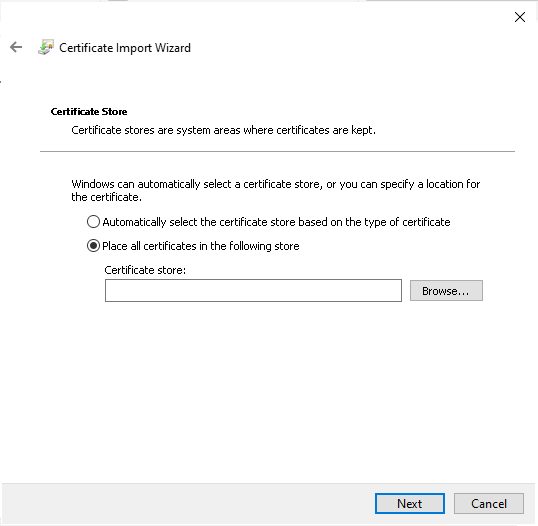 Certificate Import Wizard
Certificate Store
Certificate stores are system areas where certificates are kept.
Windows can automatically select a certificate store, or you can specify a location for
the certificate.
Automatically select the certificate store based on the type of certificate
Place all certificates in the following store
Certificate store:
Browse...
Next
Cancel